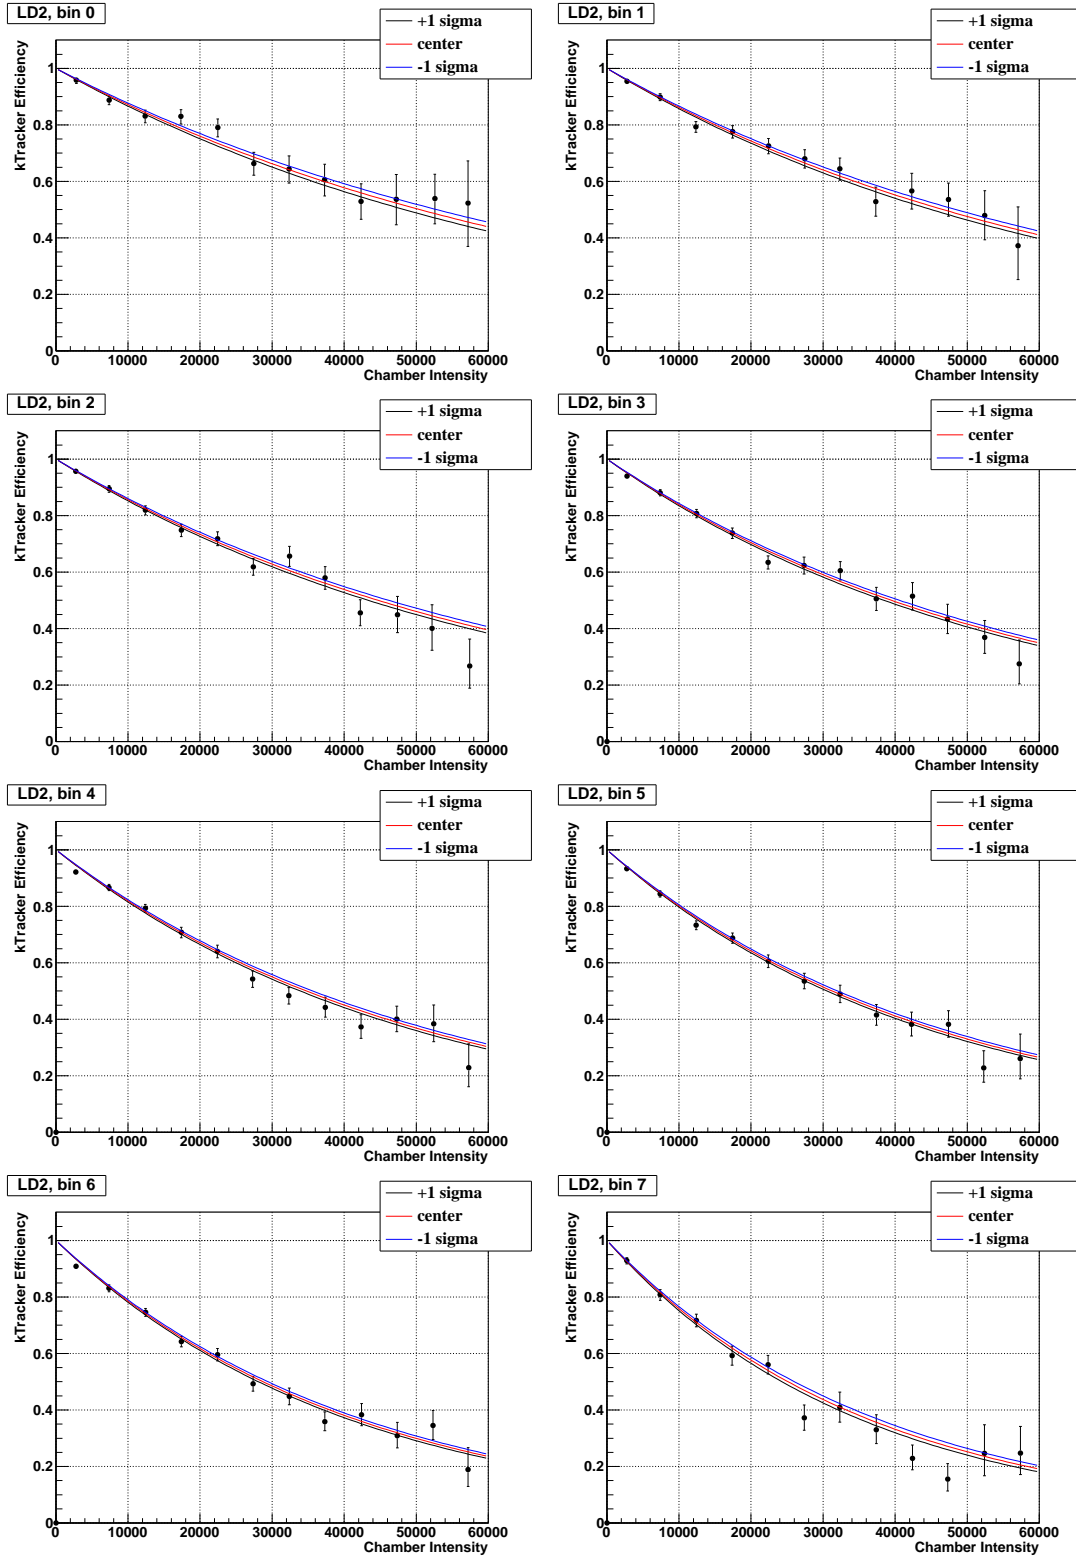 LD2, bin 0
+1 sigma
center
-1 sigma
kTracker Efficiency
1
0.8
0.6
0.4
0.2
0
0 10000 20000 30000 40000 50000 60000
Chamber Intensity
LD2, bin 1
+1 sigma
center
-1 sigma
kTracker Efficiency
1
0.8
0.6
0.4
0.2
0
0 10000 20000 30000 40000 50000 60000
Chamber Intensity
LD2, bin 2
+1 sigma
center
-1 sigma
kTracker Efficiency
1
0.8
0.6
0.4
0.2
0
0 10000 20000 30000 40000 50000 60000
Chamber Intensity
LD2, bin 3
+1 sigma
center
-1 sigma
kTracker Efficiency
1
0.8
0.6
0.4
0.2
0
0 10000 20000 30000 40000 50000 60000
Chamber Intensity
LD2, bin 4
+1 sigma
center
-1 sigma
kTracker Efficiency
1
0.8
0.6
0.4
0.2
0
0 10000 20000 30000 40000 50000 60000
Chamber Intensity
LD2, bin 5
+1 sigma
center
-1 sigma
kTracker Efficiency
1
0.8
0.6
0.4
0.2
0
0 10000 20000 30000 40000 50000 60000
Chamber Intensity
LD2, bin 6
+1 sigma
center
-1 sigma
kTracker Efficiency
1
0.8
0.6
0.4
0.2
0
0 10000 20000 30000 40000 50000 60000
Chamber Intensity
LD2, bin 7
+1 sigma
center
-1 sigma
kTracker Efficiency
1
0.8
0.6
0.4
0.2
0
0 10000 20000 30000 40000 50000 60000
Chamber Intensity